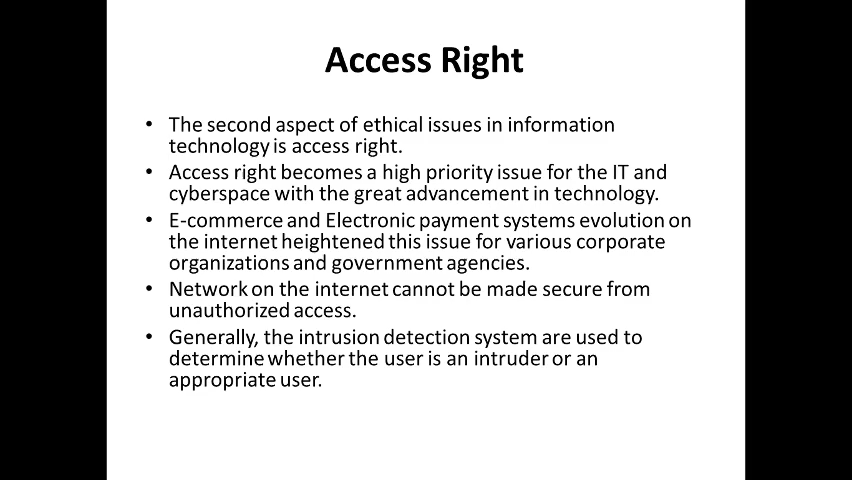 Access Right
• The second aspect of ethical issues in information
technology is access right.
• Access right becomes a high priority issue for the IT and
cyberspace with the great advancement in technology.
• E-commerce and Electronic payment systems evolution on
the internet heightened this issue for various corporate
organizations and government agencies.
• Network on the internet cannot be made secure from
unauthorized access.
• Generally, the intrusion detection system are used to
determine whether the user is an intruder or an
appropriate user.